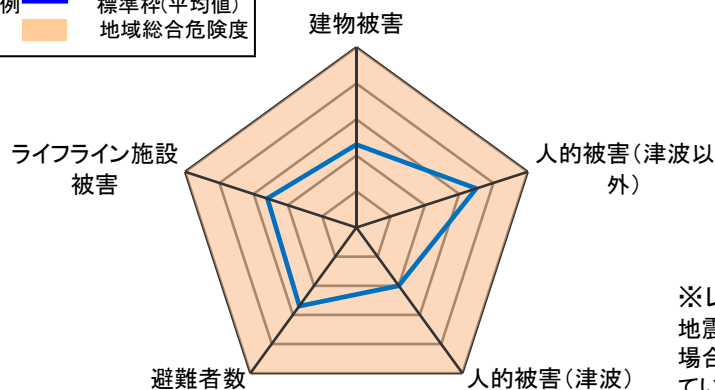 例 標準枠(平均値)
地域総合危険度
建物被害
ライフライン施設
被害
人的被害(津波以
外)
避難者数
人的被害(津波)
地震
場合